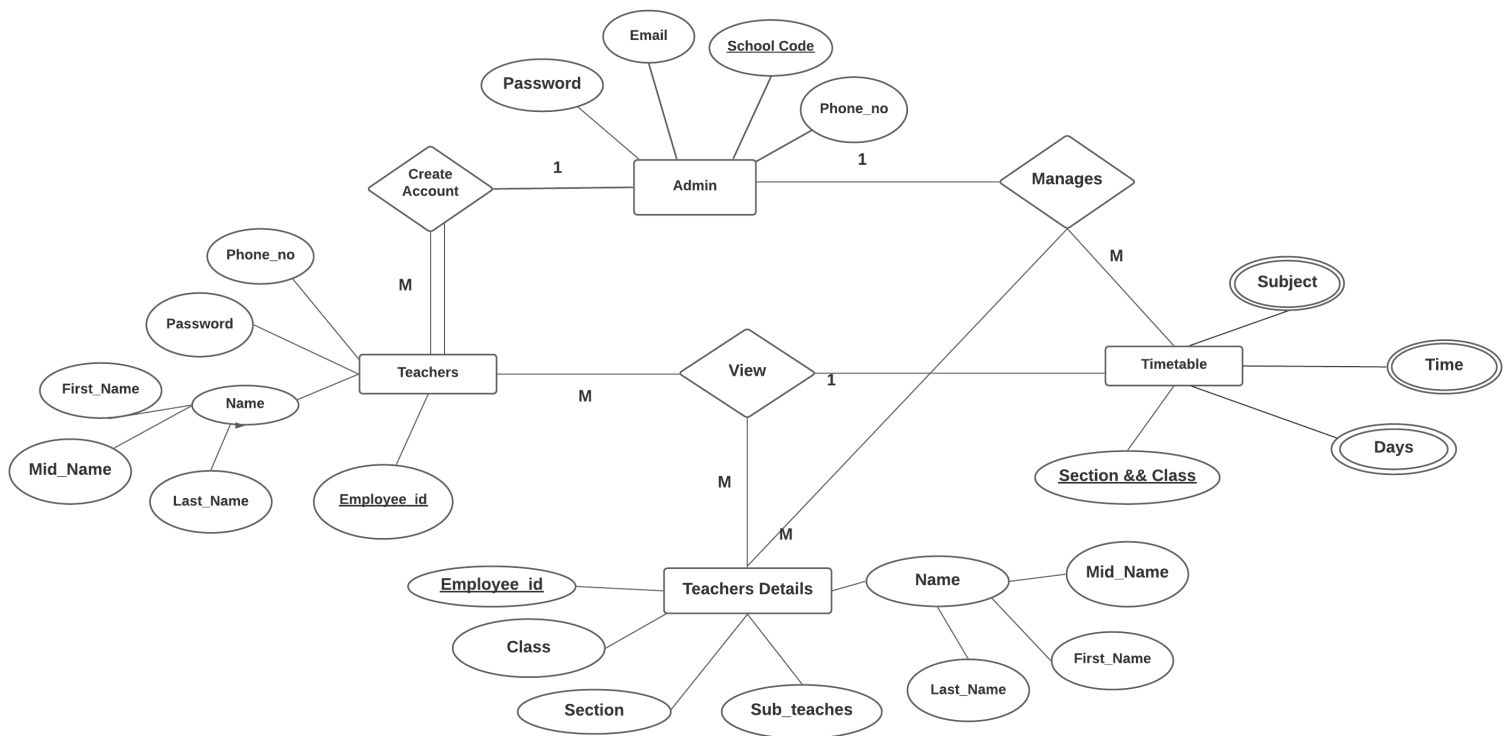 Email
School Code
Password
Phone_no
1
1
Create
Account
Admin
Manages
M
Phone_no
M
Subject
Password
View
Timetable
Time
Teachers
1
First_Name
Name
M
Days
Mid_Name
Section && Class
M
Last_Name
Employee_id
M
Employee_id
Teachers Details
Name
Mid_Name
Class
First_Name
Section
Sub_teaches
Last_Name